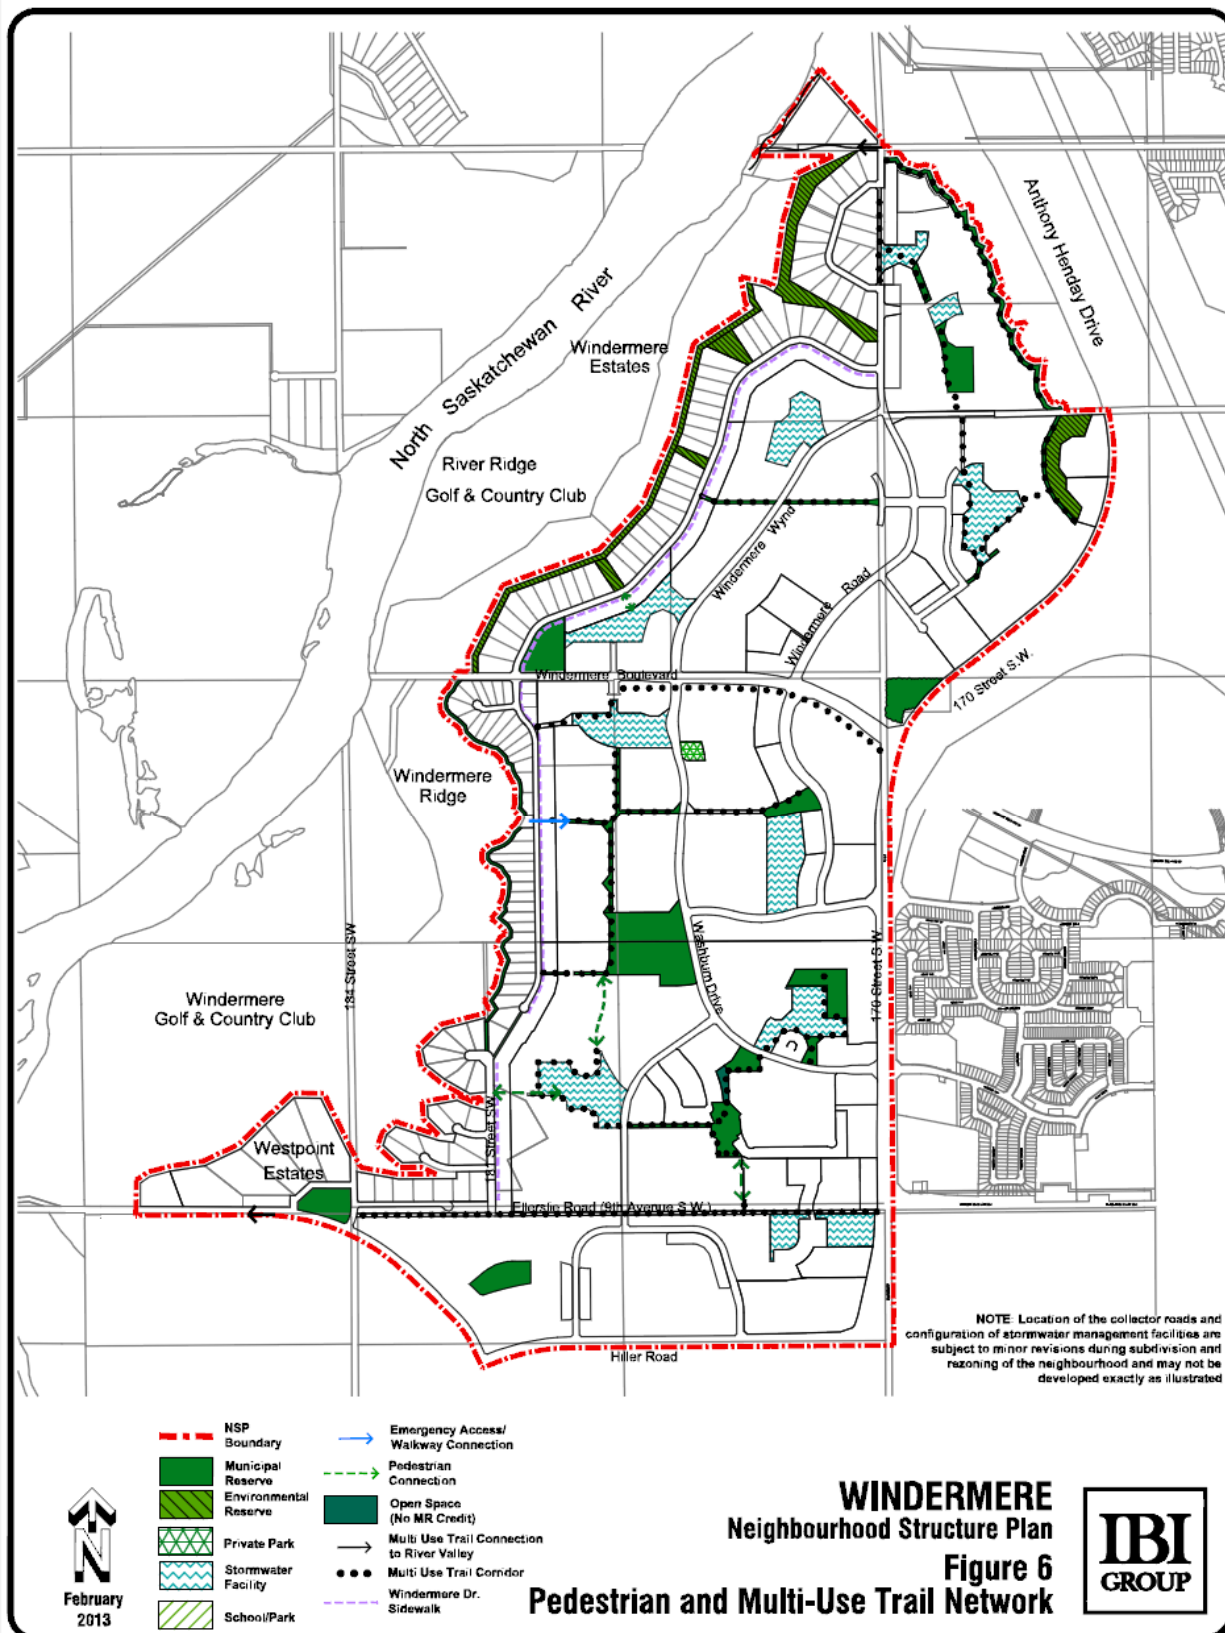 Anthony Henday Drive
North Saskatchewan River
Windermere
Estates
River Ridge
Golf & Country Club
Windermere Wynd
Windermere Road
Windermere Boulevard
170 Street S.W.
Windermere
Ridge
184 Street SW
Washburn Drive
170 Street S.W.
Windermere
Golf & Country Club
181 Street SW
Westpoint
Estates
Ellerslie Road (9th Avenue S.W.)
Hiller Road
NOTE: Location of the collector roads and
configuration of stormwater management facilities are
subject to minor revisions during subdivision and
rezoning of the neighbourhood and may not be
developed exactly as illustrated
NSP
Boundary
Municipal
Reserve
Environmental
Reserve
Private Park
Stormwater
Facility
School/Park
Emergency Access/
Walkway Connection
Pedestrian
Connection
Open Space
(No MR Credit)
Multi Use Trail Connection
to River Valley
Multi Use Trail Corridor
Windermere Dr.
Sidewalk
N
February
2013
WINDERMERE
Neighbourhood Structure Plan
Figure 6
Pedestrian and Multi-Use Trail Network
IBI
GROUP